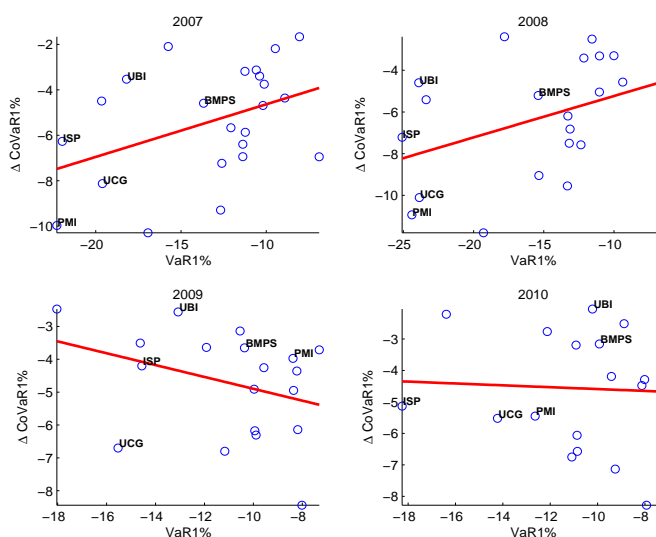 2007
Δ CoVaR1%
−2
−4
−6
−8
−10
UBI
BMPS
ISP
UCG
PMI
−20 −15 −10
VaR1%
2008
Δ CoVaR1%
−4
−6
−8
−10
UBI
BMPS
ISP
UCG
PMI
−25 −20 −15 −10
VaR1%
2009
Δ CoVaR1%
−3
−4
−5
−6
−7
−8
UBI
BMPS
PMI
ISP
UCG
−18 −16 −14 −12 −10 −8
VaR1%
2010
Δ CoVaR1%
−3
−4
−5
−6
−7
−8
UBI
BMPS
ISP
UCG PMI
−18 −16 −14 −12 −10 −8
VaR1%